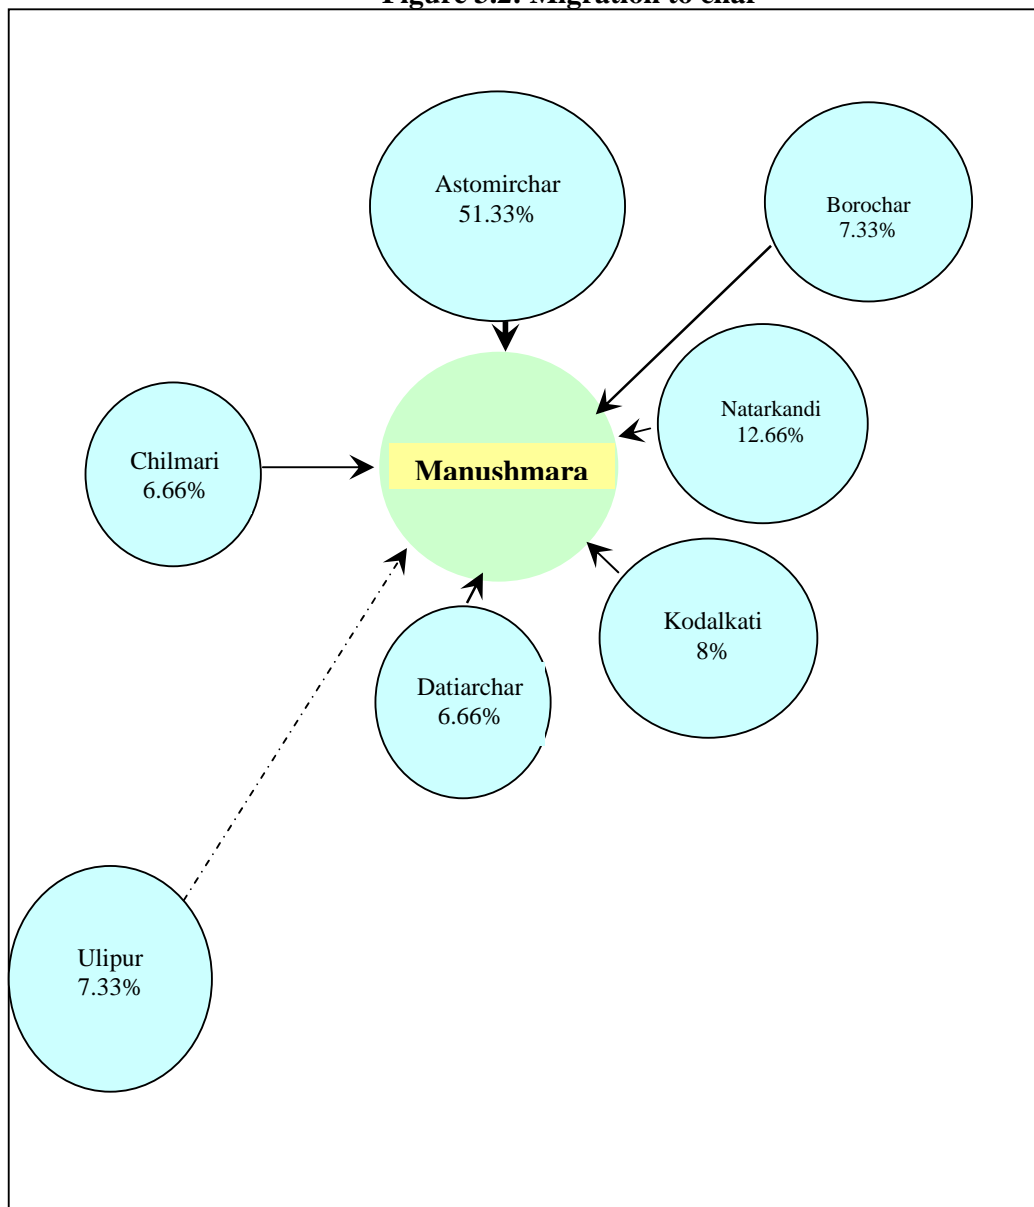 Figure 3.2: Migration to char
Astomirchar
51.33%
Borochar
7.33%
Natarkandi
12.66%
Chilmari
6.66%
Manushmara
Kodalkati
8%
Datiarchar
6.66%
Ulipur
7.33%